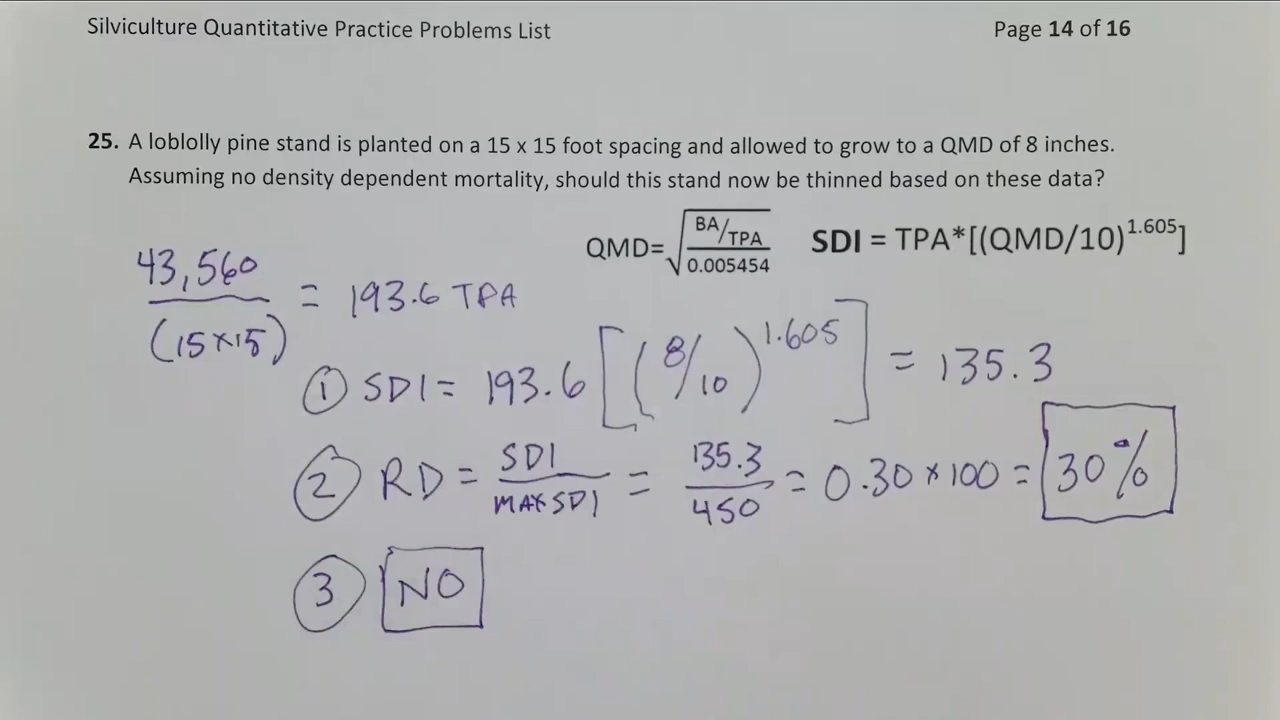 Silviculture Quantitative Practice Problems List Page 14 of 16
25. A loblolly pine stand is planted on a 15 x 15 foot spacing and allowed to grow to a QMD of 8 inches.
Assuming no density dependent mortality, should this stand now be thinned based on these data?
QMD=√((BA/TPA)/0.005454) SDI = TPA*[(QMD/10)^1.605]
43,560/(15x15) = 193.6 TPA
① SDI = 193.6 [(8/10)^1.605] = 135.3
② RD = SDI/MAX SDI = 135.3/450 = 0.30 x 100 = 30%
③ NO